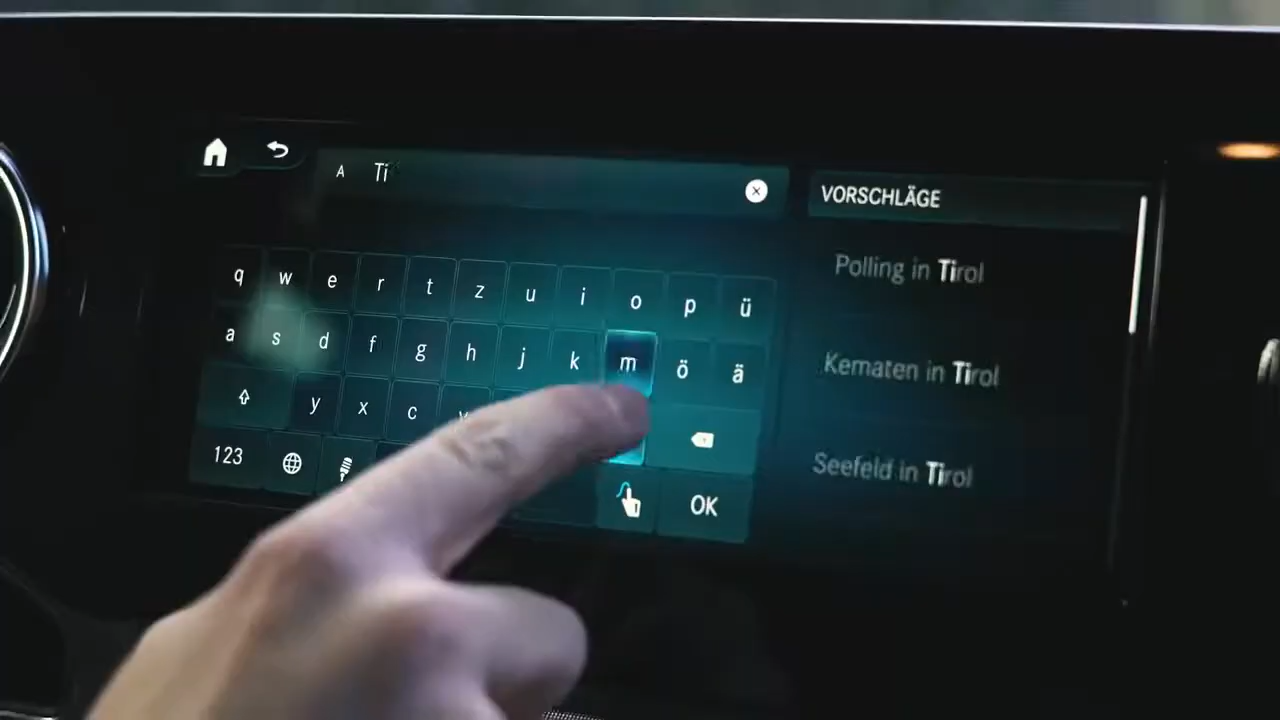 A Ti
VORSCHLÄGE
q w e r t z u i o p ü
Polling in Tirol
a s d f g h j k m ö ä
Kematen in Tirol
y x c v
123 OK
Seefeld in Tirol